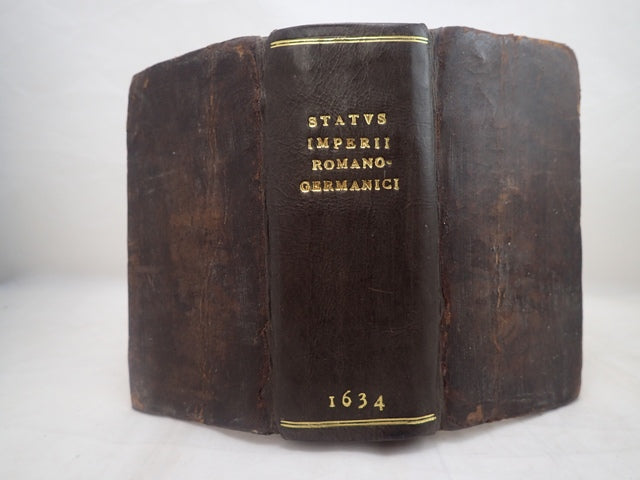 STATVS
IMPERII
ROMANO-
GERMANICI
1634